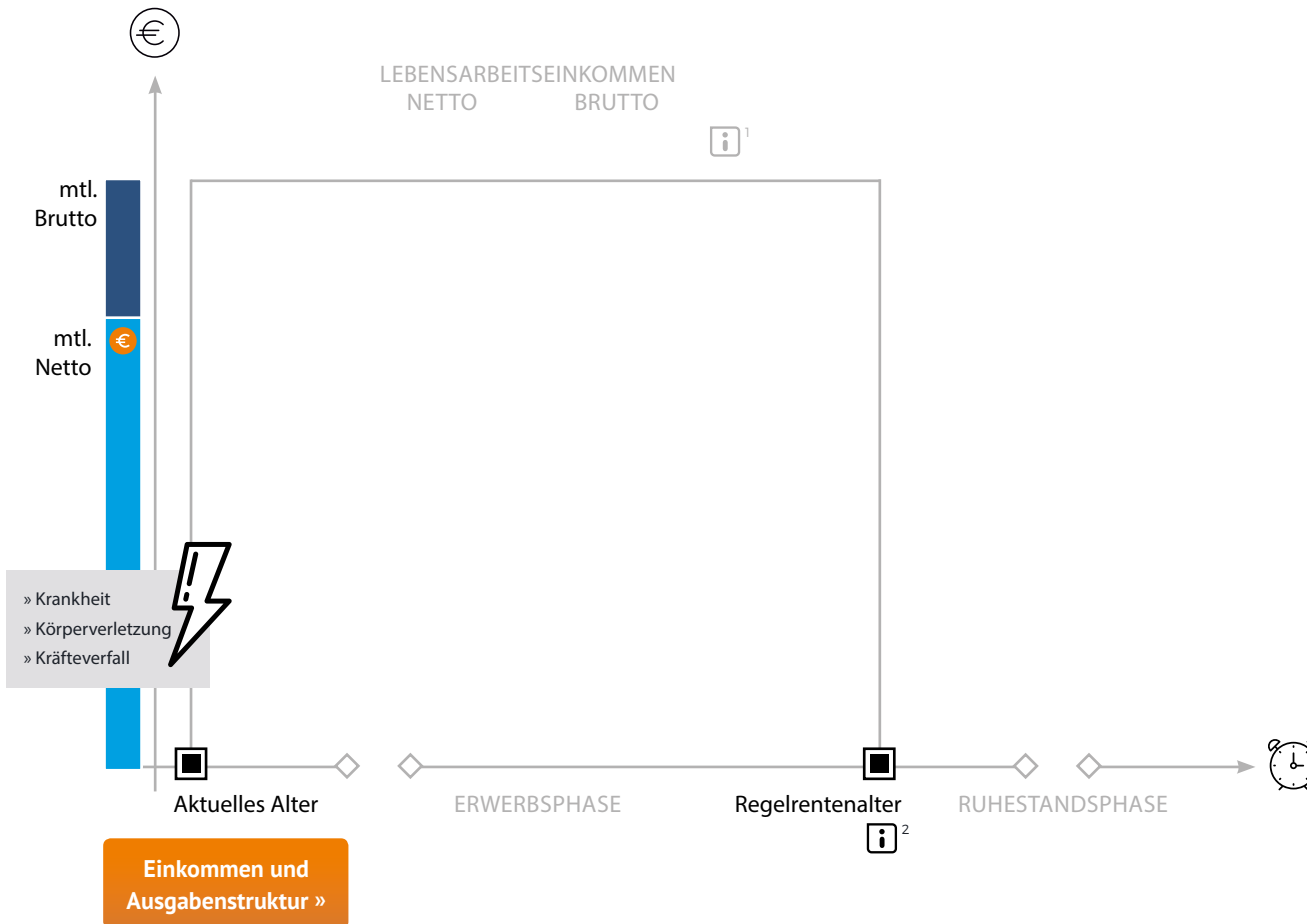 €
LEBENSARBEITSEINKOMMEN
NETTO BRUTTO
i 1
mtl.
Brutto
mtl.
Netto
€
» Krankheit
» Körperverletzung
» Kräfteverfall
Aktuelles Alter
ERWERBSPHASE
Regelrentenalter
RUHESTANDSPHASE
i 2
Einkommen und
Ausgabenstruktur »